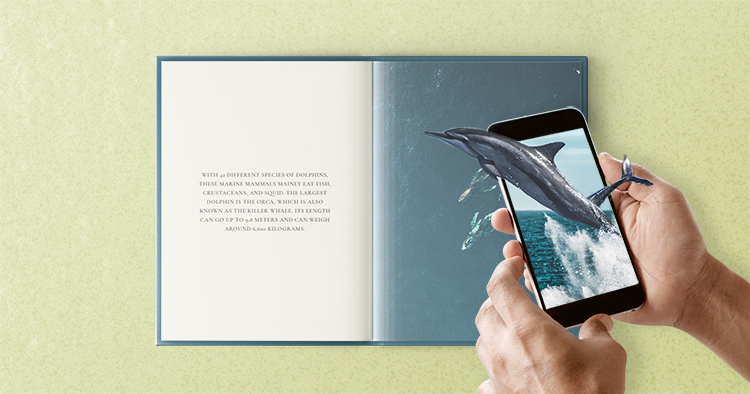 WITH 42 DIFFERENT SPECIES OF DOLPHINS,
THESE MARINE MAMMALS MAINLY EAT FISH,
CRUSTACEANS, AND SQUID. THE LARGEST
DOLPHIN IS THE ORCA, WHICH IS ALSO
KNOWN AS THE KILLER WHALE. ITS LENGTH
CAN GO UP TO 9.8 METERS AND CAN WEIGH
AROUND 6,600 KILOGRAMS.